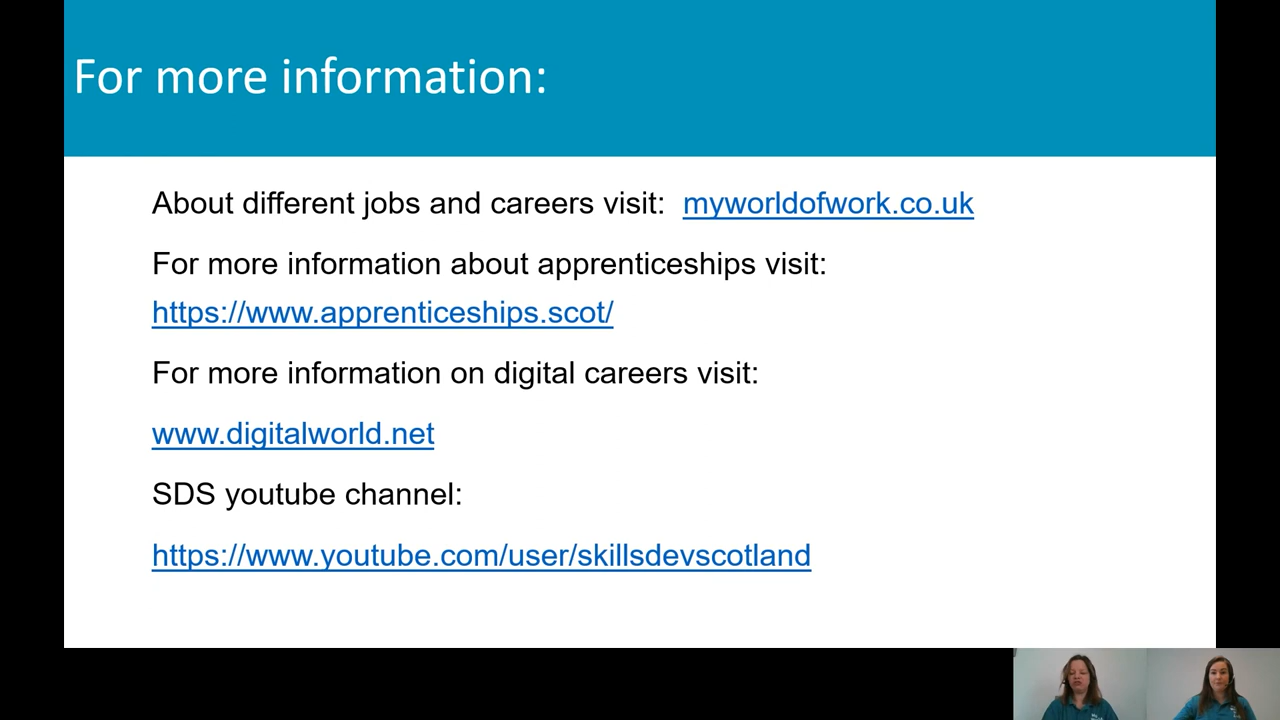 For more information:
About different jobs and careers visit: myworldofwork.co.uk
For more information about apprenticeships visit:
https://www.apprenticeships.scot/
For more information on digital careers visit:
www.digitalworld.net
SDS youtube channel:
https://www.youtube.com/user/skillsdevscotland